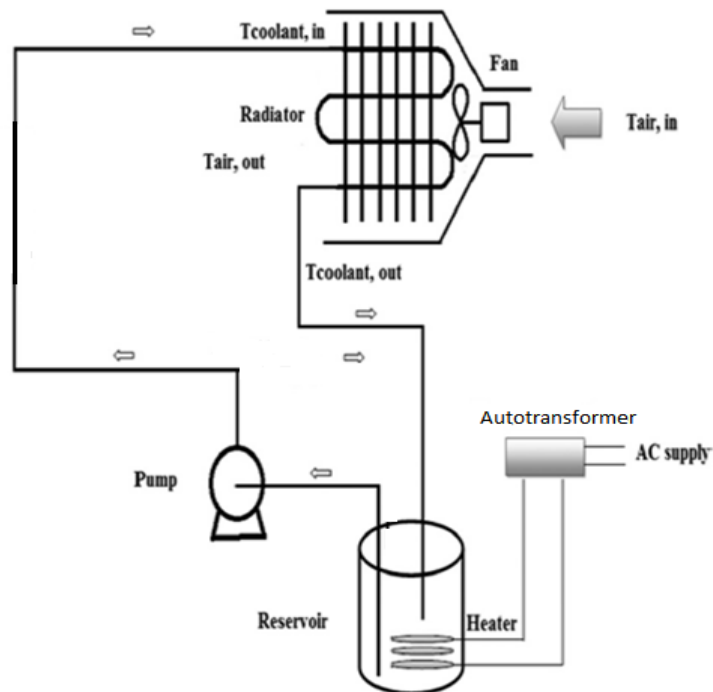 Tcoolant, in
Fan
Radiator
Tair, in
Tair, out
Tcoolant, out
Autotransformer
AC supply
Pump
Reservoir
Heater